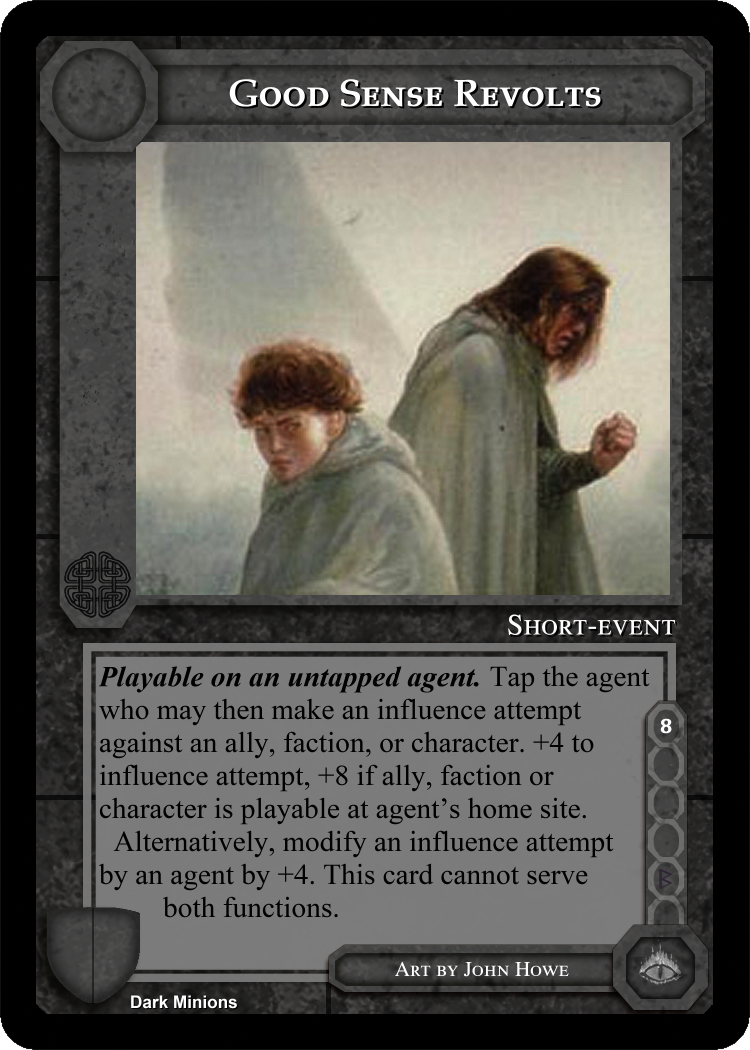 Good Sense Revolts
Short-event
Playable on an untapped agent. Tap the agent
who may then make an influence attempt
against an ally, faction, or character. +4 to
influence attempt, +8 if ally, faction or
character is playable at agent's home site.
Alternatively, modify an influence attempt
by an agent by +4. This card cannot serve
both functions.
8
Art by John Howe
Dark Minions